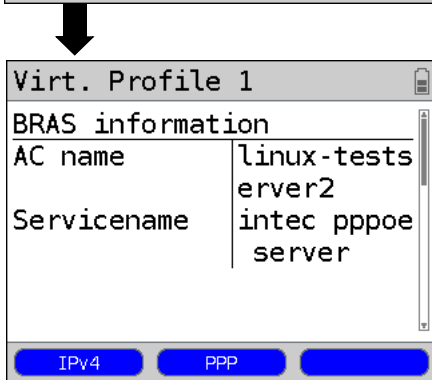 Virt. Profile 1
BRAS information
AC name linux-tests
erver2
Servicename intec pppoe
server
IPv4 PPP